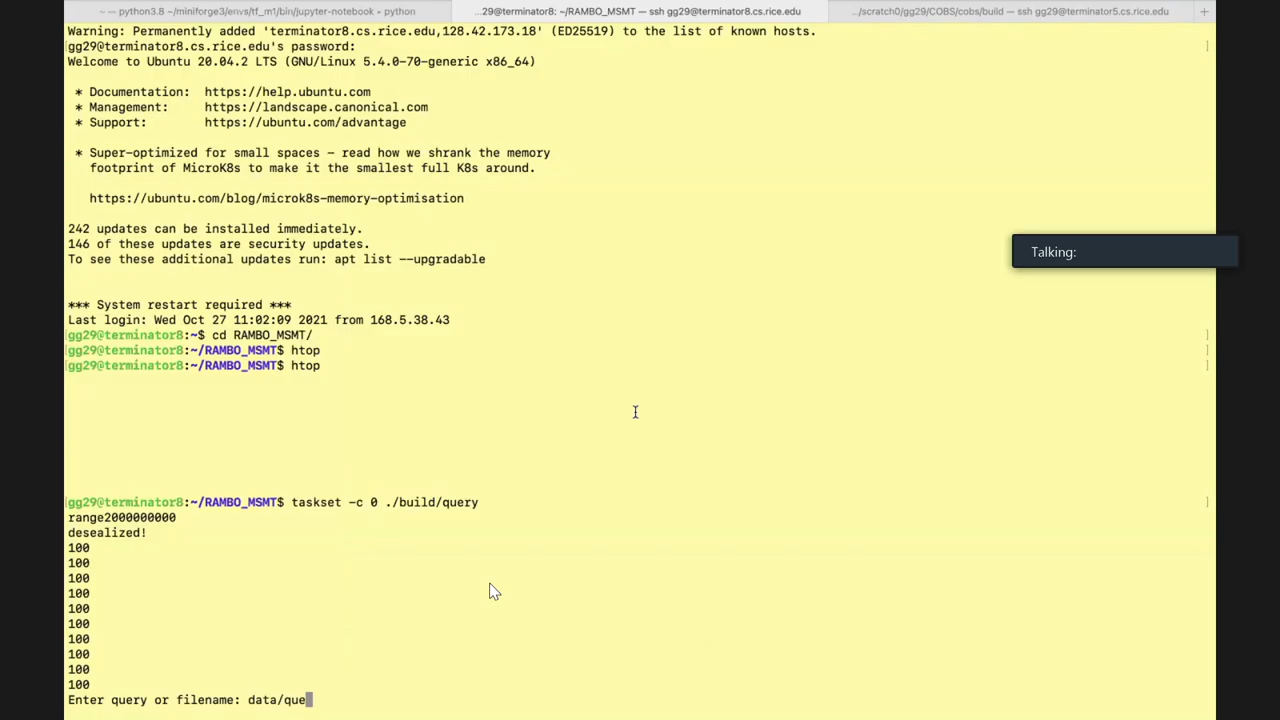 ~ — python3.8 ~/miniforge3/envs/tf_m1/bin/jupyter-notebook • python
...29@terminator8: ~/RAMBO_MSMT — ssh gg29@terminator8.cs.rice.edu
.../scratch0/gg29/COBS/cobs/build — ssh gg29@terminator5.cs.rice.edu
+
Warning: Permanently added 'terminator8.cs.rice.edu,128.42.173.18' (ED25519) to the list of known hosts.
gg29@terminator8.cs.rice.edu's password:
Welcome to Ubuntu 20.04.2 LTS (GNU/Linux 5.4.0-70-generic x86_64)
* Documentation:  https://help.ubuntu.com
* Management:     https://landscape.canonical.com
* Support:        https://ubuntu.com/advantage
* Super-optimized for small spaces - read how we shrank the memory
footprint of MicroK8s to make it the smallest full K8s around.
https://ubuntu.com/blog/microk8s-memory-optimisation
242 updates can be installed immediately.
146 of these updates are security updates.
To see these additional updates run: apt list --upgradable
Talking:
*** System restart required ***
Last login: Wed Oct 27 11:02:09 2021 from 168.5.38.43
[gg29@terminator8:~$ cd RAMBO_MSMT/ ]
[gg29@terminator8:~/RAMBO_MSMT$ htop ]
[gg29@terminator8:~/RAMBO_MSMT$ htop ]
[gg29@terminator8:~/RAMBO_MSMT$ taskset -c 0 ./build/query ]
range2000000000
desealized!
100
100
100
100
100
100
100
100
100
100
Enter query or filename: data/que